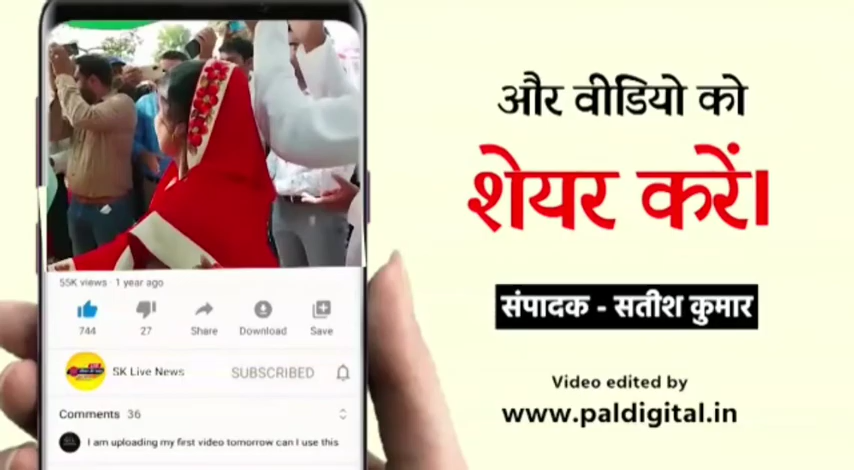 और वीडियो को
शेयर करें।
संपादक - सतीश कुमार
Video edited by
www.paldigital.in
55K views · 1 year ago
744
27
Share
Download
Save
SK Live News
SUBSCRIBED
Comments 36
I am uploading my first video tomorrow can I use this